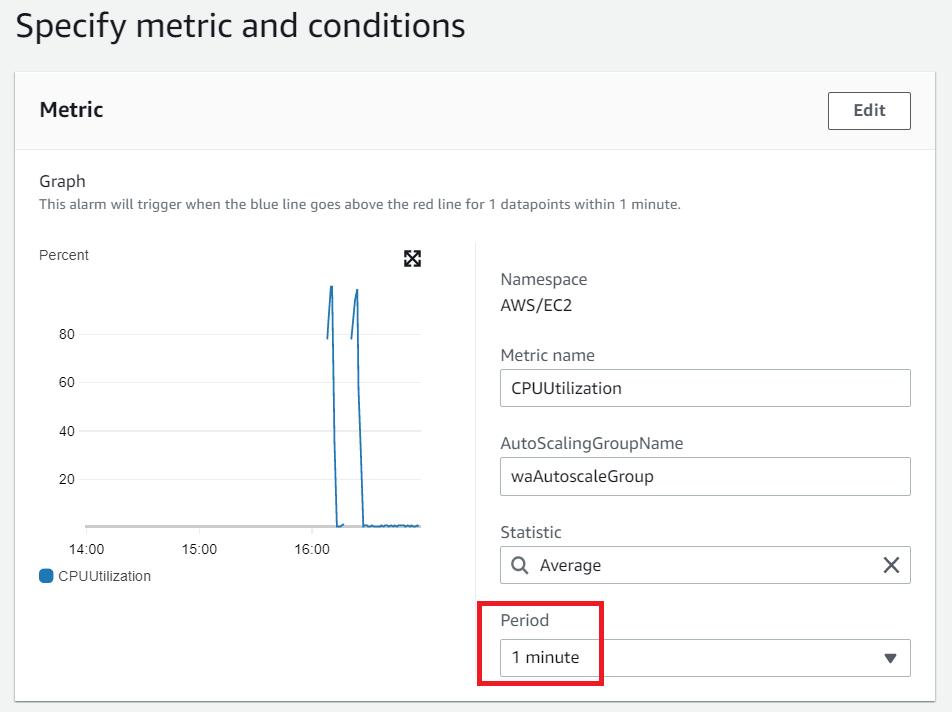 Specify metric and conditions
Metric
Edit
Graph
This alarm will trigger when the blue line goes above the red line for 1 datapoints within 1 minute.
Percent
80
60
40
20
14:00 15:00 16:00
CPUUtilization
Namespace
AWS/EC2
Metric name
CPUUtilization
AutoScalingGroupName
waAutoscaleGroup
Statistic
Average
Period
1 minute